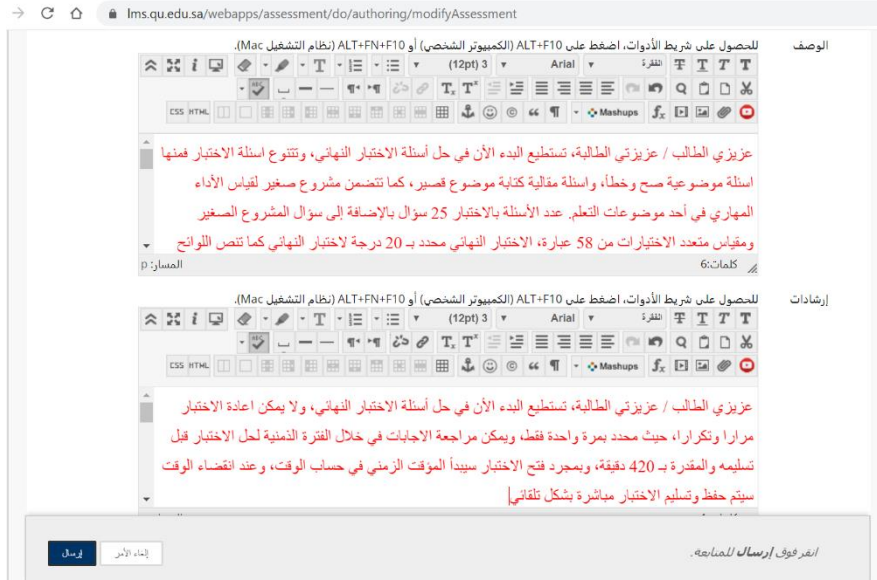 lms.qu.edu.sa/webapps/assessment/do/authoring/modifyAssessment
الوصف
للحصول على شريط الأدوات، اضغط على ALT+F10 (الكمبيوتر الشخصي) أو ALT+FN+F10 (نظام التشغيل Mac).
الفقرة Arial 3 (12pt)
Mashups HTML CSS
عزيزي الطالب / عزيزتي الطالبة، تستطيع البدء الأن في حل أسئلة الاختبار النهائي، وتتنوع اسئلة الاختبار فمنها
اسئلة موضوعية صح وخطأ، واسئلة مقالية كتابة موضوع قصير، كما تتضمن مشروع صغير لقياس الأداء
المهاري في أحد موضوعات التعلم. عدد الأسئلة بالاختبار 25 سؤال بالإضافة إلى سؤال المشروع الصغير
ومقياس متعدد الاختيارات من 58 عبارة، الاختبار النهائي محدد بـ 20 درجة لاختبار النهائي كما تنص اللوائح
المسار: p
كلمات:6
إرشادات
للحصول على شريط الأدوات، اضغط على ALT+F10 (الكمبيوتر الشخصي) أو ALT+FN+F10 (نظام التشغيل Mac).
الفقرة Arial 3 (12pt)
Mashups HTML CSS
عزيزي الطالب / عزيزتي الطالبة، تستطيع البدء الأن في حل أسئلة الاختبار النهائي، ولا يمكن اعادة الاختبار
مرارا وتكرارا، حيث محدد بمرة واحدة فقط، ويمكن مراجعة الاجابات في خلال الفترة الذمنية لحل الاختبار قبل
تسليمه والمقدرة بـ 420 دقيقة، وبمجرد فتح الاختبار سيبدأ المؤقت الزمني في حساب الوقت، وعند انقضاء الوقت
سيتم حفظ وتسليم الاختبار مباشرة بشكل تلقائي
انقر فوق إرسال للمتابعة.
إلغاء الأمر
إرسال